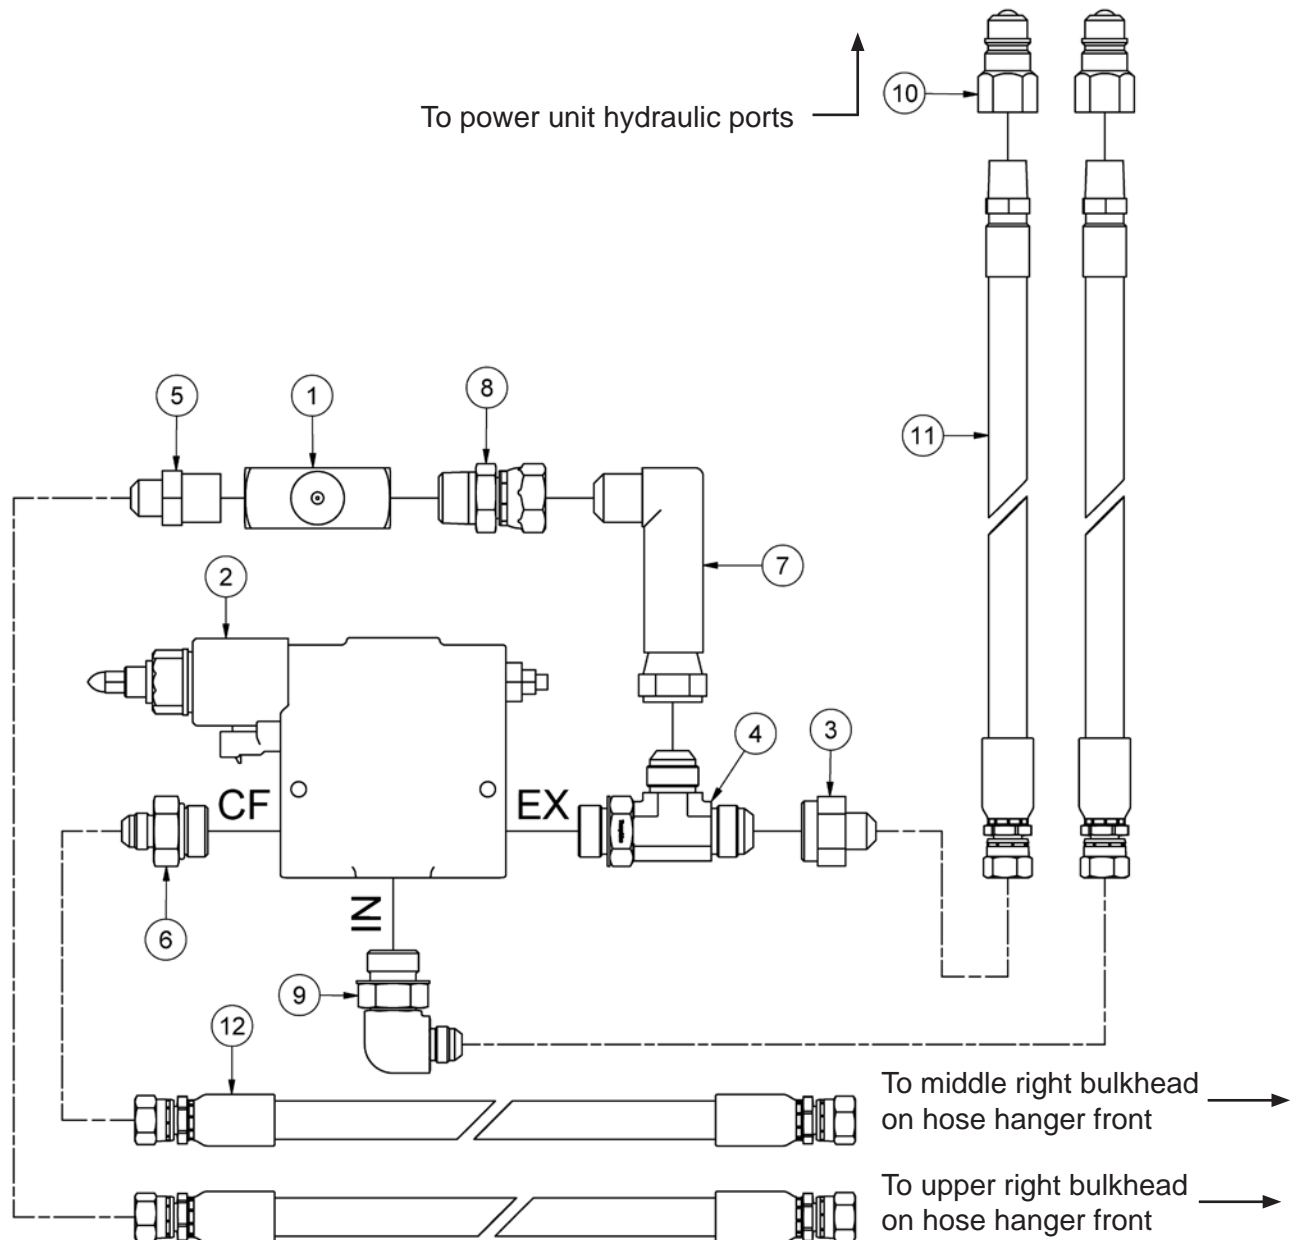 10
To power unit hydraulic ports
5
1
8
11
2
7
4
3
CF
EX
6
IN
9
12
To middle right bulkhead
on hose hanger front
To upper right bulkhead
on hose hanger front